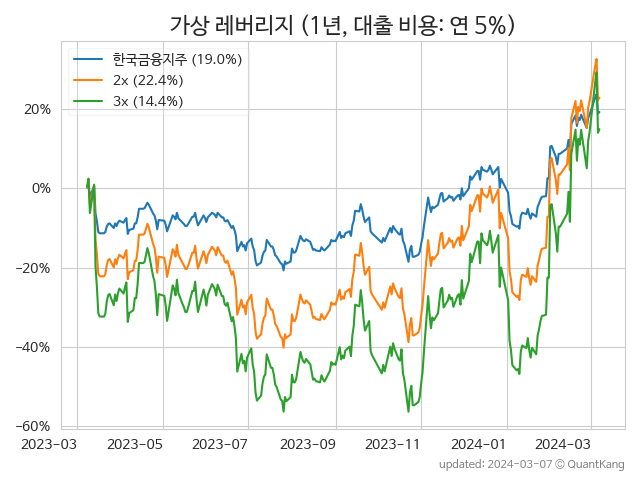 가상 레버리지 (1년, 대출 비용: 연 5%)
한국금융지주 (19.0%)
2x (22.4%)
3x (14.4%)
20%
0%
−20%
−40%
−60%
2023−03 2023−05 2023−07 2023−09 2023−11 2024−01 2024−03
updated: 2024-03-07 © QuantKang